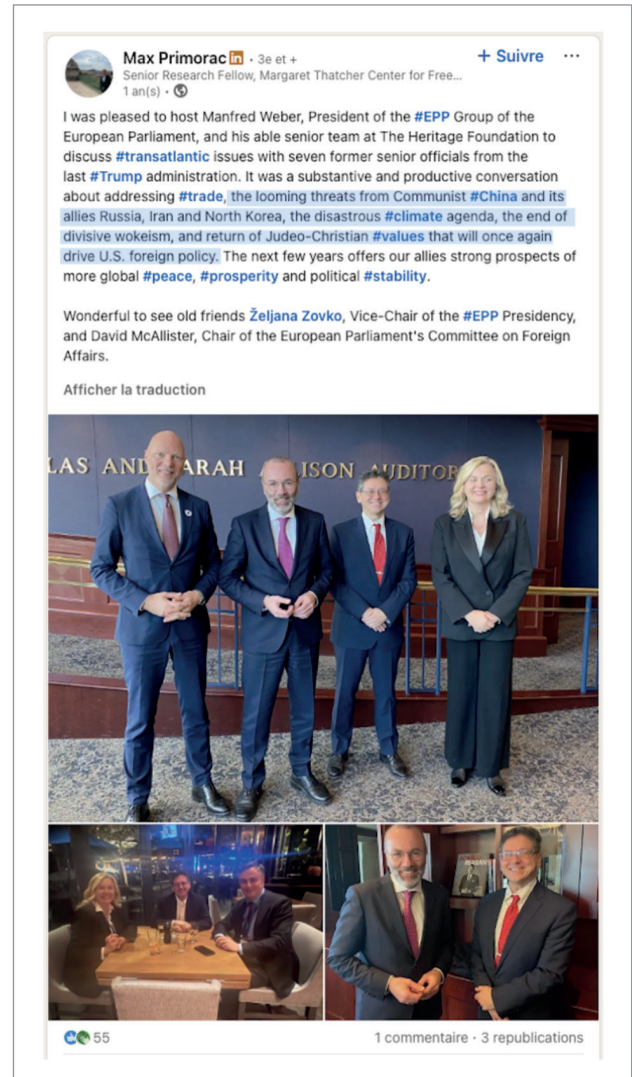 Max Primorac in • 3e et +
+ Suivre ...
Senior Research Fellow, Margaret Thatcher Center for Free...
1 an(s) •
I was pleased to host Manfred Weber, President of the #EPP Group of the
European Parliament, and his able senior team at The Heritage Foundation to
discuss #transatlantic issues with seven former senior officials from the
last #Trump administration. It was a substantive and productive conversation
about addressing #trade, the looming threats from Communist #China and its
allies Russia, Iran and North Korea, the disastrous #climate agenda, the end of
divisive wokeism, and return of Judeo-Christian #values that will once again
drive U.S. foreign policy. The next few years offers our allies strong prospects of
more global #peace, #prosperity and political #stability.
Wonderful to see old friends Željana Zovko, Vice-Chair of the #EPP Presidency,
and David McAllister, Chair of the European Parliament's Committee on Foreign
Affairs.
Afficher la traduction
LAS AND ARAH ISON AUDITOR
55
1 commentaire • 3 republications